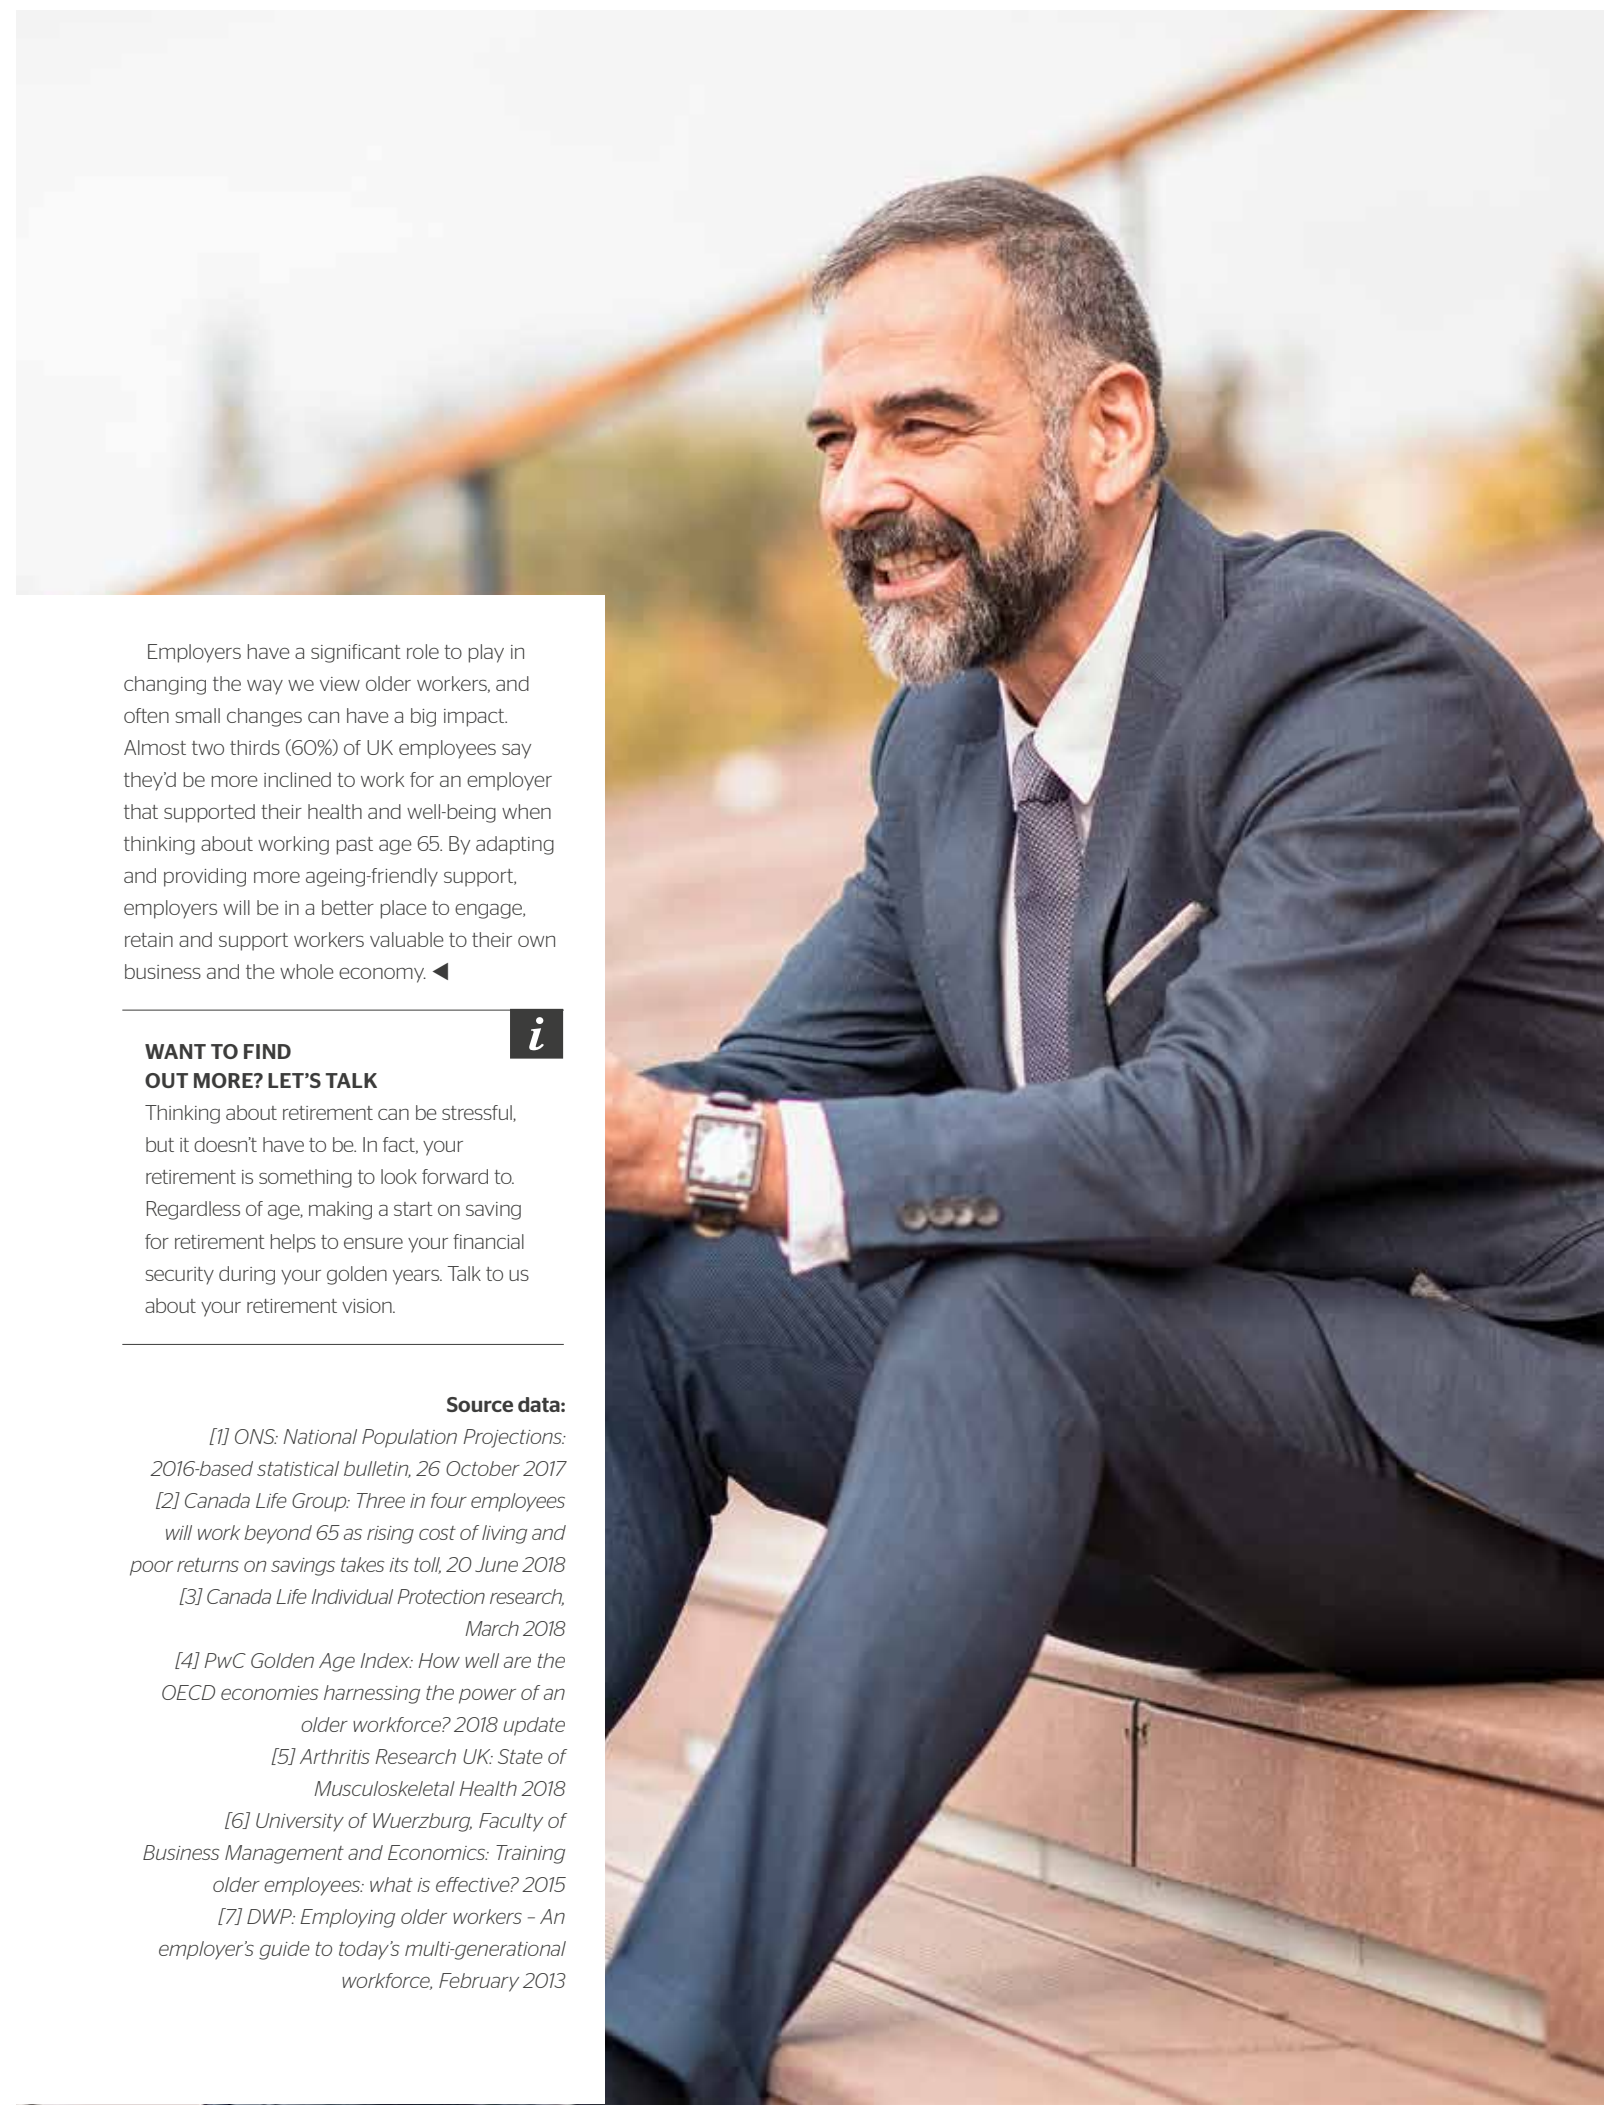 Employers have a significant role to play in
changing the way we view older workers, and
often small changes can have a big impact.
Almost two thirds (60%) of UK employees say
they'd be more inclined to work for an employer
that supported their health and well-being when
thinking about working past age 65. By adapting
and providing more ageing-friendly support,
employers will be in a better place to engage,
retain and support workers valuable to their own
business and the whole economy. ◀
i
WANT TO FIND
OUT MORE? LET'S TALK
Thinking about retirement can be stressful,
but it doesn't have to be. In fact, your
retirement is something to look forward to.
Regardless of age, making a start on saving
for retirement helps to ensure your financial
security during your golden years. Talk to us
about your retirement vision.
Source data:
[1] ONS: National Population Projections:
2016-based statistical bulletin, 26 October 2017
[2] Canada Life Group: Three in four employees
will work beyond 65 as rising cost of living and
poor returns on savings takes its toll, 20 June 2018
[3] Canada Life Individual Protection research,
March 2018
[4] PwC Golden Age Index: How well are the
OECD economies harnessing the power of an
older workforce? 2018 update
[5] Arthritis Research UK: State of
Musculoskeletal Health 2018
[6] University of Wuerzburg, Faculty of
Business Management and Economics: Training
older employees: what is effective? 2015
[7] DWP: Employing older workers – An
employer's guide to today's multi-generational
workforce, February 2013